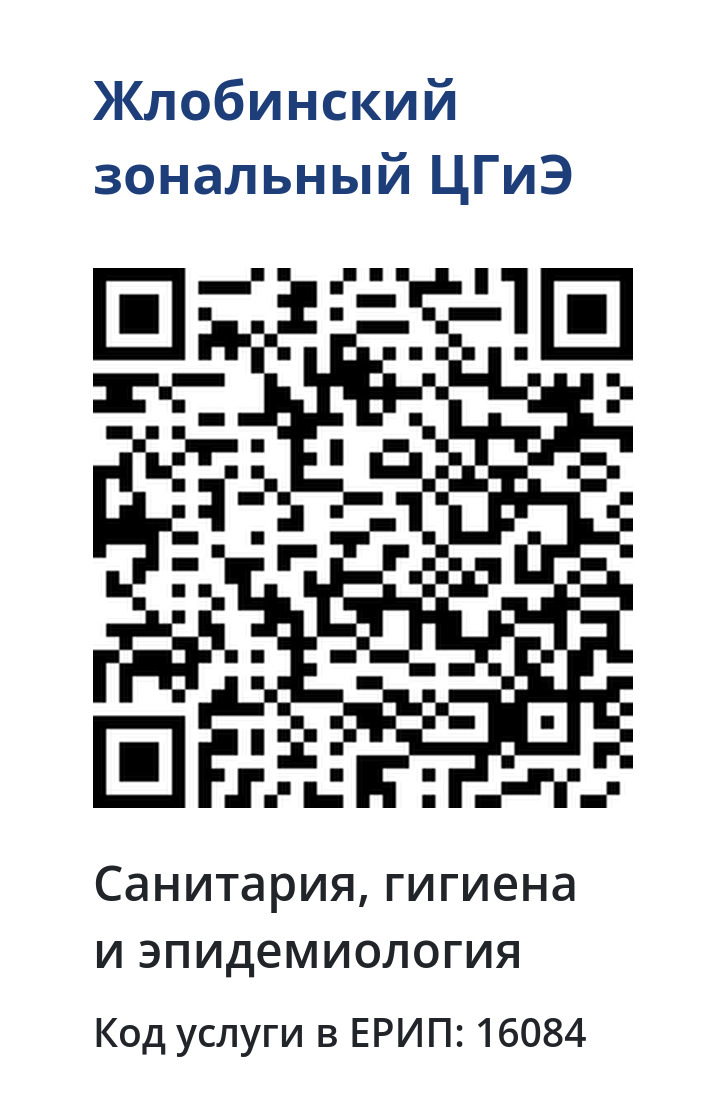 Жлобинский
зональный ЦГиЭ
Санитария, гигиена
и эпидемиология
Код услуги в ЕРИП: 16084